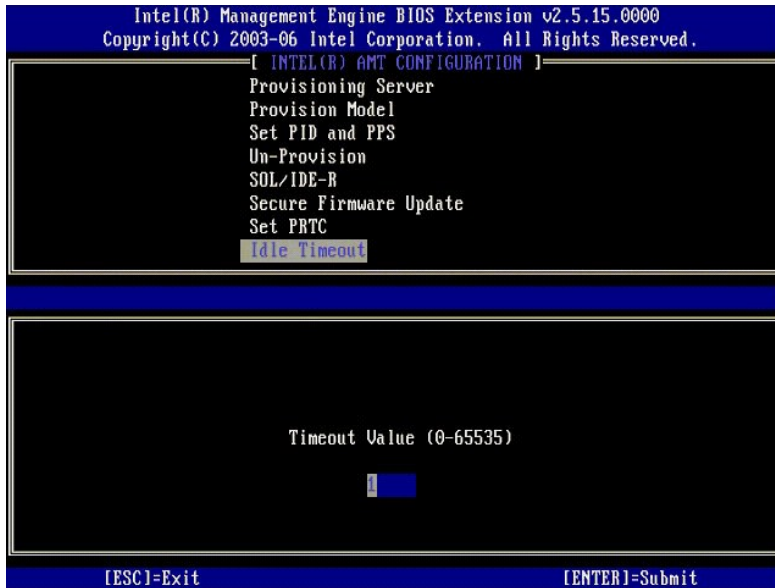 Intel(R) Management Engine BIOS Extension v2.5.15.0000
Copyright(C) 2003-06 Intel Corporation. All Rights Reserved.
[ INTEL(R) AMT CONFIGURATION ]
Provisioning Server
Provision Model
Set PID and PPS
Un-Provision
SOL/IDE-R
Secure Firmware Update
Set PRTC
Idle Timeout
Timeout Value (0-65535)
1
[ESC]=Exit [ENTER]=Submit